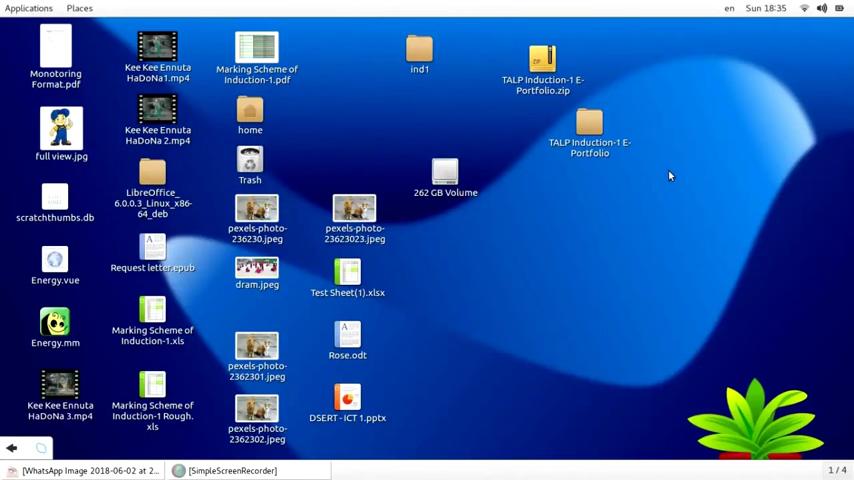 Applications Places en Sun 18:35
Monotoring
Format.pdf
full view.jpg
scratchthumbs.db
Energy.vue
Energy.mm
Kee Kee Ennuta
HaDoNa 3.mp4
Kee Kee Ennuta
HaDoNa1.mp4
Kee Kee Ennuta
HaDoNa 2.mp4
LibreOffice_
6.0.0.3_Linux_x86-
64_deb
Request letter.epub
Marking Scheme of
Induction-1.xls
Marking Scheme of
Induction-1 Rough.
xls
Marking Scheme of
Induction-1.pdf
home
Trash
pexels-photo-
236230.jpeg
dram.jpeg
pexels-photo-
2362301.jpeg
pexels-photo-
2362302.jpeg
pexels-photo-
23623023.jpeg
Test Sheet(1).xlsx
Rose.odt
DSERT - ICT 1.pptx
ind1
262 GB Volume
ZIP
TALP Induction-1 E-
Portfolio.zip
TALP Induction-1 E-
Portfolio
[WhatsApp Image 2018-06-02 at 2... [SimpleScreenRecorder] 1 / 4